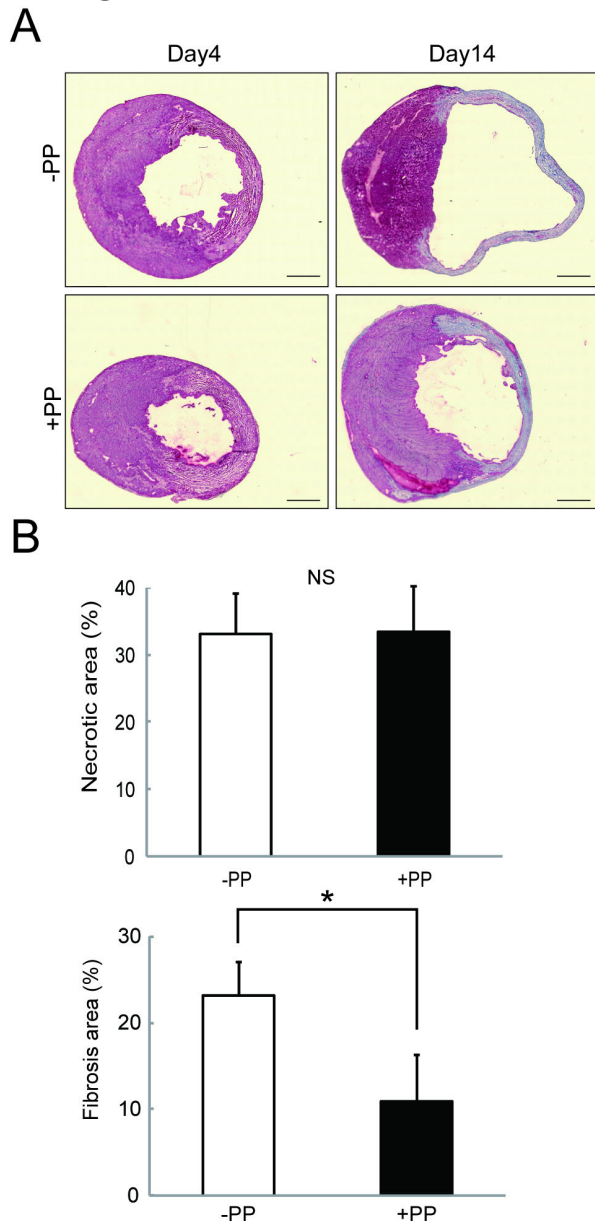 A
Day4 Day14
-PP
+PP
B
NS
Necrotic area (%)
40
30
20
10
0
-PP +PP
*
Fibrosis area (%)
30
20
10
0
-PP +PP